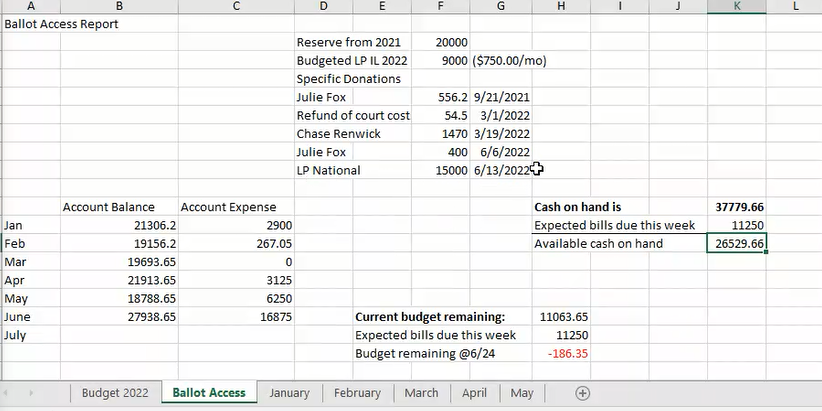 A B C D E F G H I J K L
Ballot Access Report
Reserve from 2021 20000
Budgeted LP IL 2022 9000 ($750.00/mo)
Specific Donations
Julie Fox 556.2 9/21/2021
Refund of court cost 54.5 3/1/2022
Chase Renwick 1470 3/19/2022
Julie Fox 400 6/6/2022
LP National 15000 6/13/2022
Account Balance Account Expense Cash on hand is 37779.66
Jan 21306.2 2900 Expected bills due this week 11250
Feb 19156.2 267.05 Available cash on hand 26529.66
Mar 19693.65 0
Apr 21913.65 3125
May 18788.65 6250
June 27938.65 16875 Current budget remaining: 11063.65
July Expected bills due this week 11250
Budget remaining @6/24 -186.35
Budget 2022 Ballot Access January February March April May